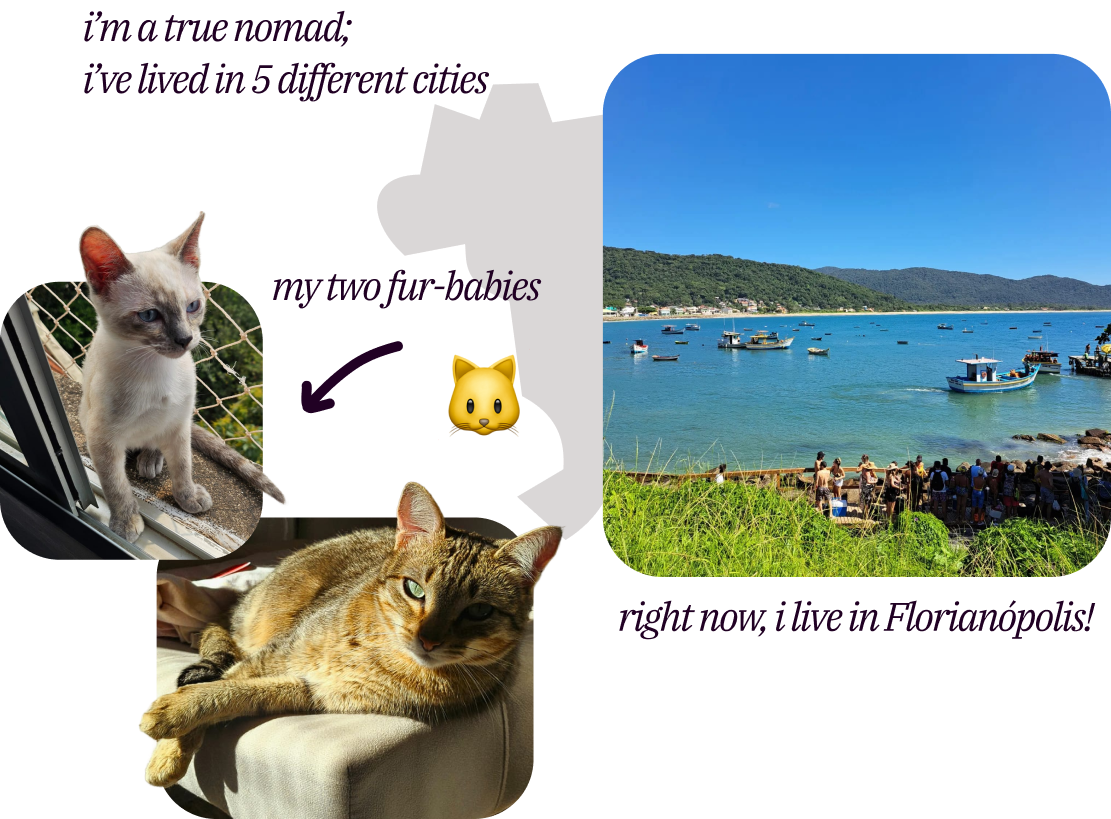 i’m a true nomad;
i’ve lived in 5 different cities
my two fur-babies
right now, i live in Florianópolis!